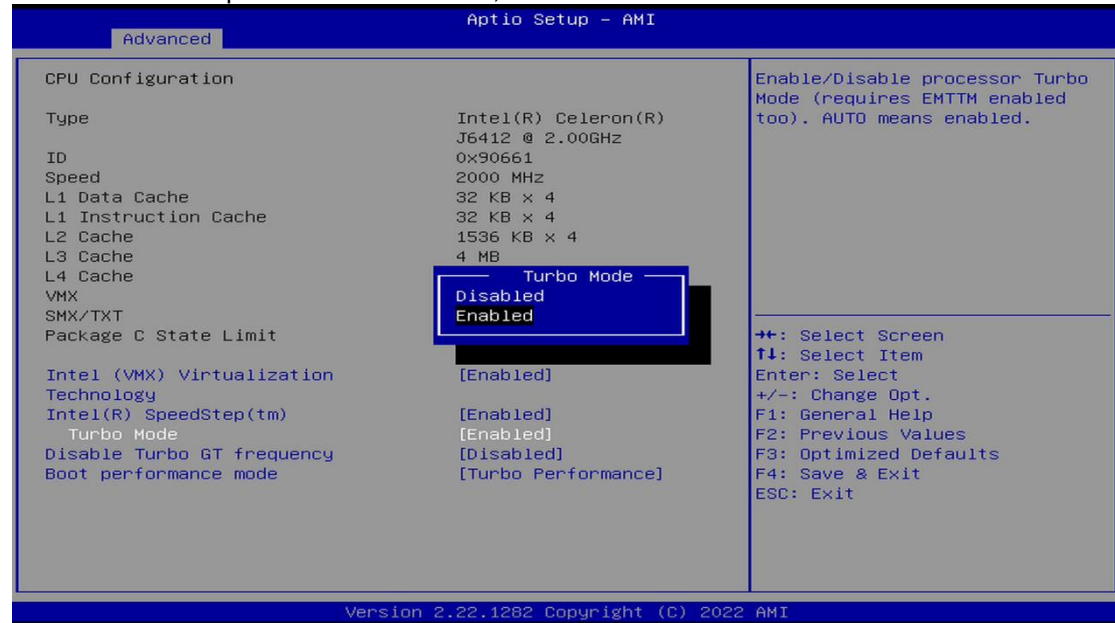 Aptio Setup – AMI
Advanced
CPU Configuration
Type Intel(R) Celeron(R)
J6412 @ 2.00GHz
ID 0x90661
Speed 2000 MHz
L1 Data Cache 32 KB x 4
L1 Instruction Cache 32 KB x 4
L2 Cache 1536 KB x 4
L3 Cache 4 MB
L4 Cache
VMX
SMX/TXT
Package C State Limit
Turbo Mode
Disabled
Enabled
Intel (VMX) Virtualization [Enabled]
Technology
Intel(R) SpeedStep(tm) [Enabled]
Turbo Mode [Enabled]
Disable Turbo GT frequency [Disabled]
Boot performance mode [Turbo Performance]
Enable/Disable processor Turbo
Mode (requires EMTTM enabled
too). AUTO means enabled.
→←: Select Screen
↑↓: Select Item
Enter: Select
+/-: Change Opt.
F1: General Help
F2: Previous Values
F3: Optimized Defaults
F4: Save & Exit
ESC: Exit
Version 2.22.1282 Copyright (C) 2022 AMI